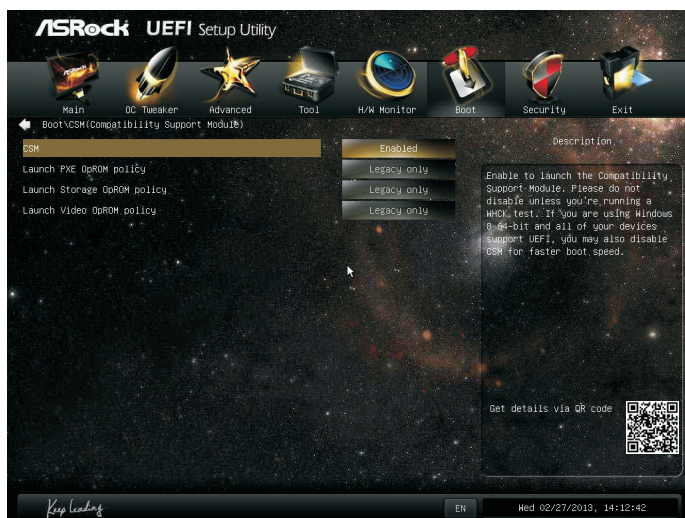 ASRock UEFI Setup Utility
ASRock
Main OC Tweaker Advanced Tool H/W Monitor Boot Security Exit
Boot\CSM(Compatibility Support Module)
CSM Enabled
Launch PXE OpROM policy Legacy only
Launch Storage OpROM policy Legacy only
Launch Video OpROM policy Legacy only
Description
Enable to launch the Compatibility
Support Module. Please do not
disable unless you're running a
WHCK test. If you are using Windows
8 64-bit and all of your devices
support UEFI, you may also disable
CSM for faster boot speed.
Get details via QR code
Keep Leading
EN Wed 02/27/2013, 14:12:42